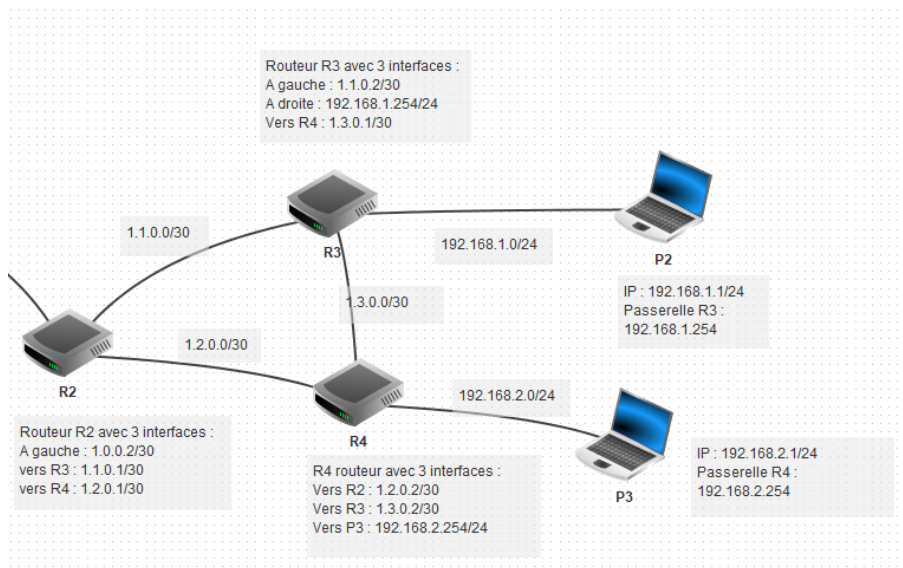 Routeur R3 avec 3 interfaces :
A gauche : 1.1.0.2/30
A droite : 192.168.1.254/24
Vers R4 : 1.3.0.1/30
1.1.0.0/30
R3
192.168.1.0/24
P2
IP : 192.168.1.1/24
Passerelle R3 :
192.168.1.254
1.3.0.0/30
1.2.0.0/30
R2
Routeur R2 avec 3 interfaces :
A gauche : 1.0.0.2/30
vers R3 : 1.1.0.1/30
vers R4 : 1.2.0.1/30
R4
192.168.2.0/24
R4 routeur avec 3 interfaces :
Vers R2 : 1.2.0.2/30
Vers R3 : 1.3.0.2/30
Vers P3 : 192.168.2.254/24
P3
IP : 192.168.2.1/24
Passerelle R4 :
192.168.2.254